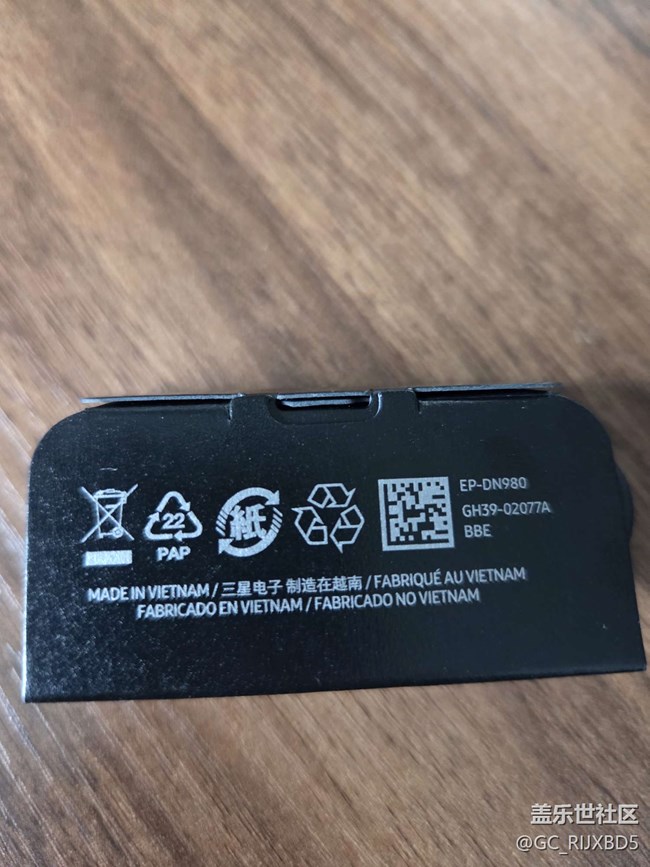 EP-DN980
GH39-02077A
BBE
22
PAP
紙
MADE IN VIETNAM / 三星电子 制造在越南 / FABRIQUÉ AU VIETNAM
FABRICADO EN VIETNAM / FABRICADO NO VIETNAM
盖乐世社区
@GC_RIJXBD5